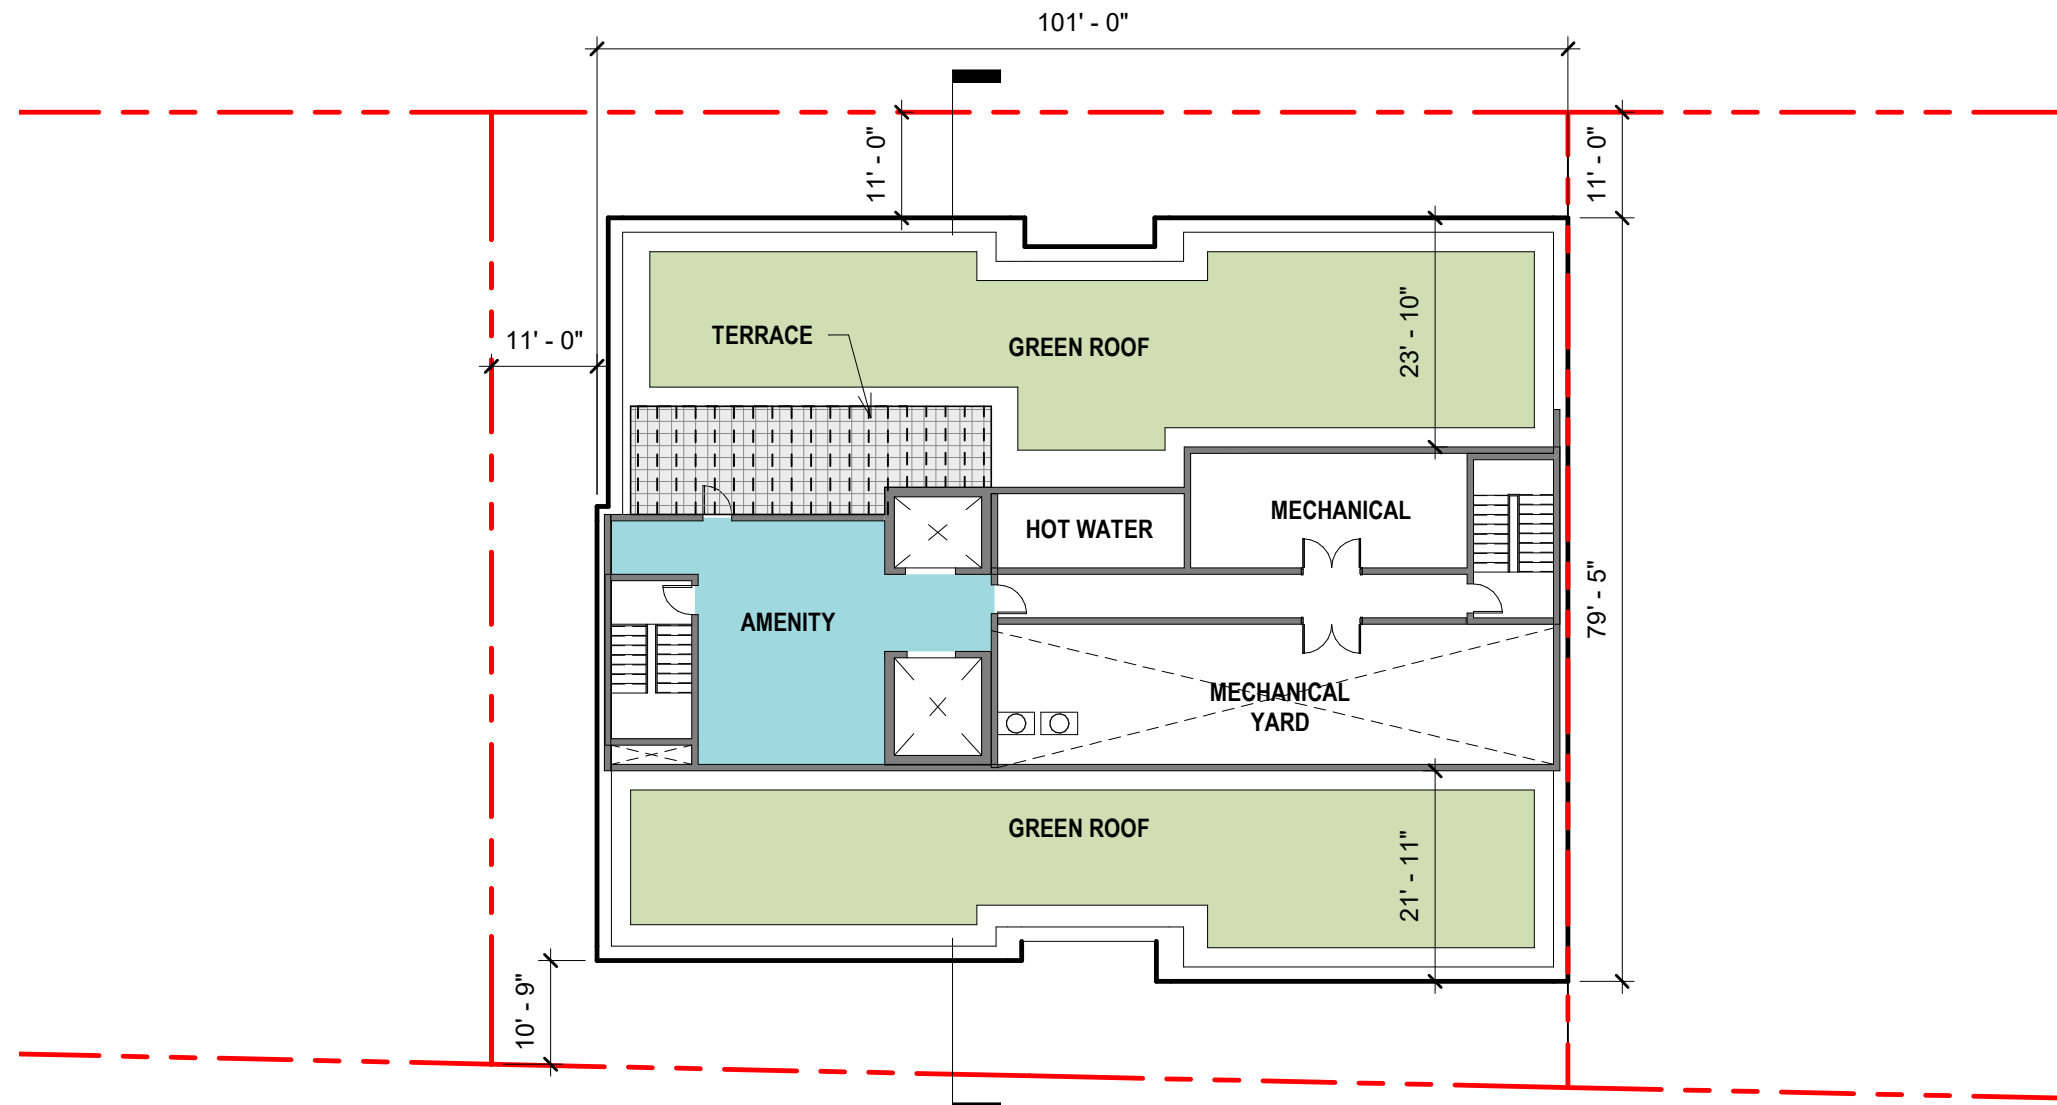 101' - 0"
11' - 0"
11' - 0"
11' - 0"
TERRACE
GREEN ROOF
23' - 10"
HOT WATER
MECHANICAL
AMENITY
79' - 5"
MECHANICAL
YARD
GREEN ROOF
21' - 11"
10' - 9"